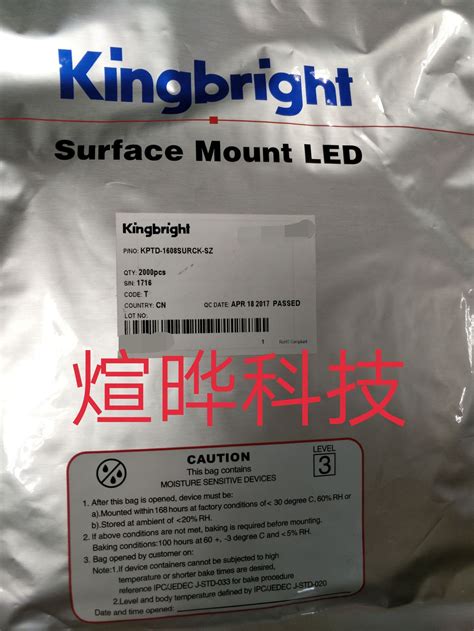 Kingbright
Surface Mount LED
Kingbright
P/NO: KPTD-1608SURCK-SZ
QTY: 2000pcs
S/N: 1716
CODE: T
COUNTRY: CN QC DATE: APR 18 2017 PASSED
LOT NO:
1 RoHS Compliant
煊晔科技
CAUTION
This bag contains
MOISTURE SENSITIVE DEVICES
LEVEL
3
1. After this bag is opened, device must be:
a).Mounted within 168 hours at factory conditions of< 30 degree C, 60% RH or
b).Stored at ambient of <20% RH.
2. If above conditions are not met, baking is required before mounting.
Baking conditions:100 hours at 60 +, -3 degree C and < 5% RH.
3. Bag opened by customer on:
Note:1.If device containers cannot be subjected to high
temperature or shorter bake times are desired,
reference IPC/JEDEC J-STD-033 for bake procedure
2.Level and body temperature defined by IPC/JEDEC J-STD-020
Date and time opened: